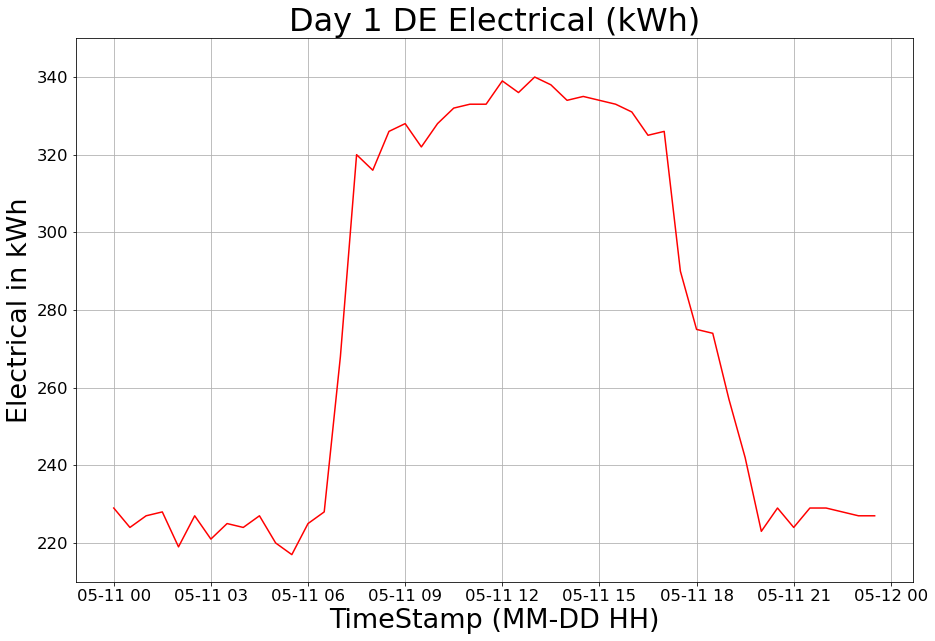 Day 1 DE Electrical (kWh)
Electrical in kWh
340
320
300
280
260
240
220
05-11 00 05-11 03 05-11 06 05-11 09 05-11 12 05-11 15 05-11 18 05-11 21 05-12 00
TimeStamp (MM-DD HH)